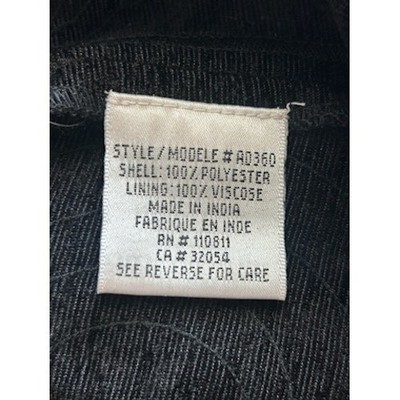 STYLE/MODELE # AD360
SHELL: 100% POLYESTER
LINING: 100% VISCOSE
MADE IN INDIA
FABRIQUE EN INDE
RN # 110811
CA # 32054
SEE REVERSE FOR CARE